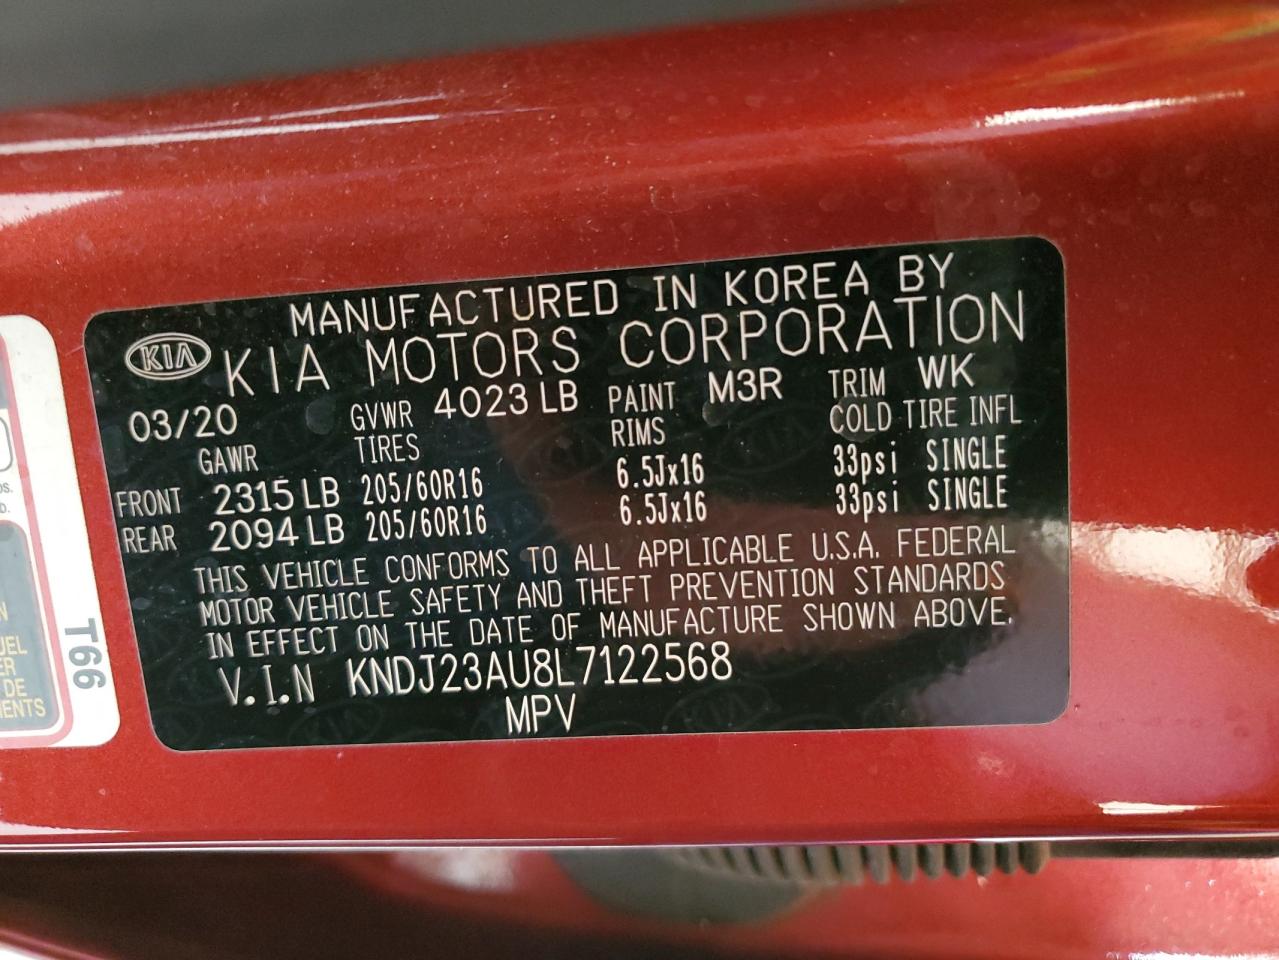 MANUFACTURED IN KOREA BY
KIA KIA MOTORS CORPORATION
03/20 GVWR 4023 LB PAINT M3R TRIM WK
GAWR TIRES RIMS COLD TIRE INFL
FRONT 2315 LB 205/60R16 6.5Jx16 33psi SINGLE
REAR 2094 LB 205/60R16 6.5Jx16 33psi SINGLE
THIS VEHICLE CONFORMS TO ALL APPLICABLE U.S.A. FEDERAL
MOTOR VEHICLE SAFETY AND THEFT PREVENTION STANDARDS
IN EFFECT ON THE DATE OF MANUFACTURE SHOWN ABOVE.
V.I.N KNDJ23AU8L7122568
MPV
T66
DE